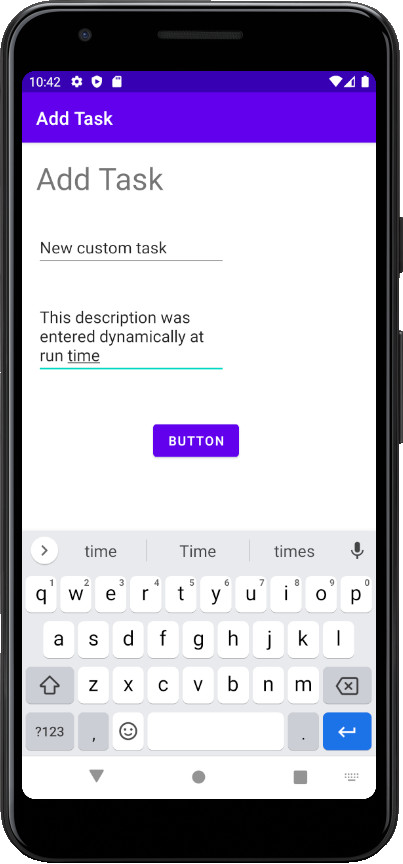 10:42
Add Task
Add Task
New custom task
This description was
entered dynamically at
run time
BUTTON
time Time times
q1 w2 e3 r4 t5 y6 u7 i8 o9 p0
a s d f g h j k l
z x c v b n m
?123 , .